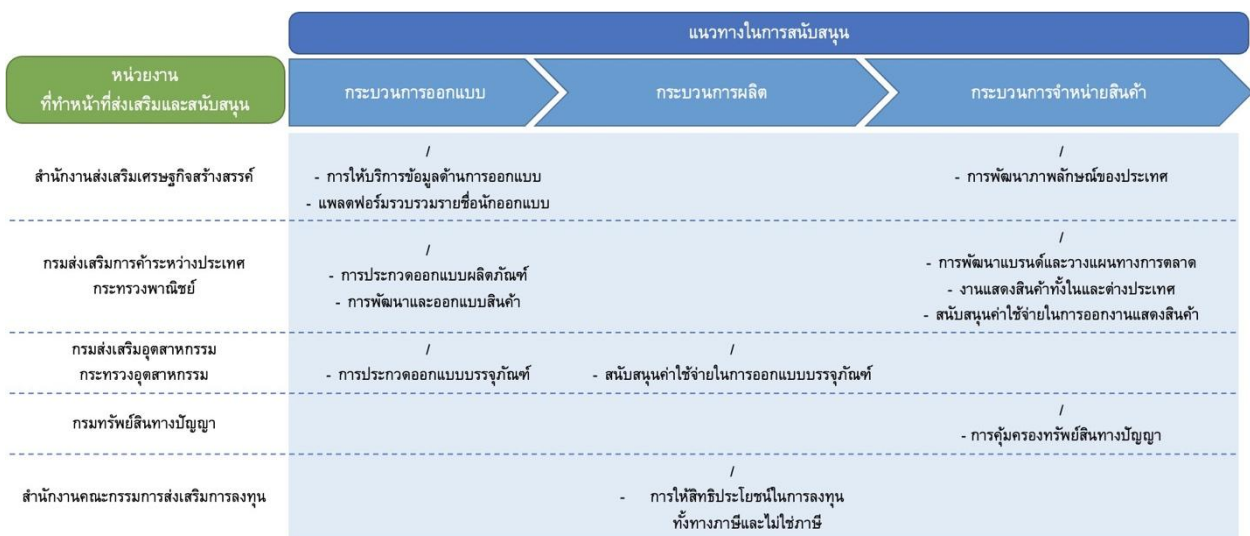 แนวทางในการสนับสนุน
หน่วยงาน
ที่ทำหน้าที่ส่งเสริมและสนับสนุน
กระบวนการออกแบบ
กระบวนการผลิต
กระบวนการจำหน่ายสินค้า
สำนักงานส่งเสริมเศรษฐกิจสร้างสรรค์
/
- การให้บริการข้อมูลด้านการออกแบบ
- แพลตฟอร์มรวบรวมรายชื่อนักออกแบบ
/
- การพัฒนาภาพลักษณ์ของประเทศ
กรมส่งเสริมการค้าระหว่างประเทศ
กระทรวงพาณิชย์
/
- การประกวดออกแบบผลิตภัณฑ์
- การพัฒนาและออกแบบสินค้า
/
- การพัฒนาแบรนด์และวางแผนทางการตลาด
- งานแสดงสินค้าทั้งในและต่างประเทศ
- สนับสนุนค่าใช้จ่ายในการออกงานแสดงสินค้า
กรมส่งเสริมอุตสาหกรรม
กระทรวงอุตสาหกรรม
/
- การประกวดออกแบบบรรจุภัณฑ์
/
- สนับสนุนค่าใช้จ่ายในการออกแบบบรรจุภัณฑ์
กรมทรัพย์สินทางปัญญา
/
- การคุ้มครองทรัพย์สินทางปัญญา
สำนักงานคณะกรรมการส่งเสริมการลงทุน
/
- การให้สิทธิประโยชน์ในการลงทุน
ทั้งทางภาษีและไม่ใช่ภาษี